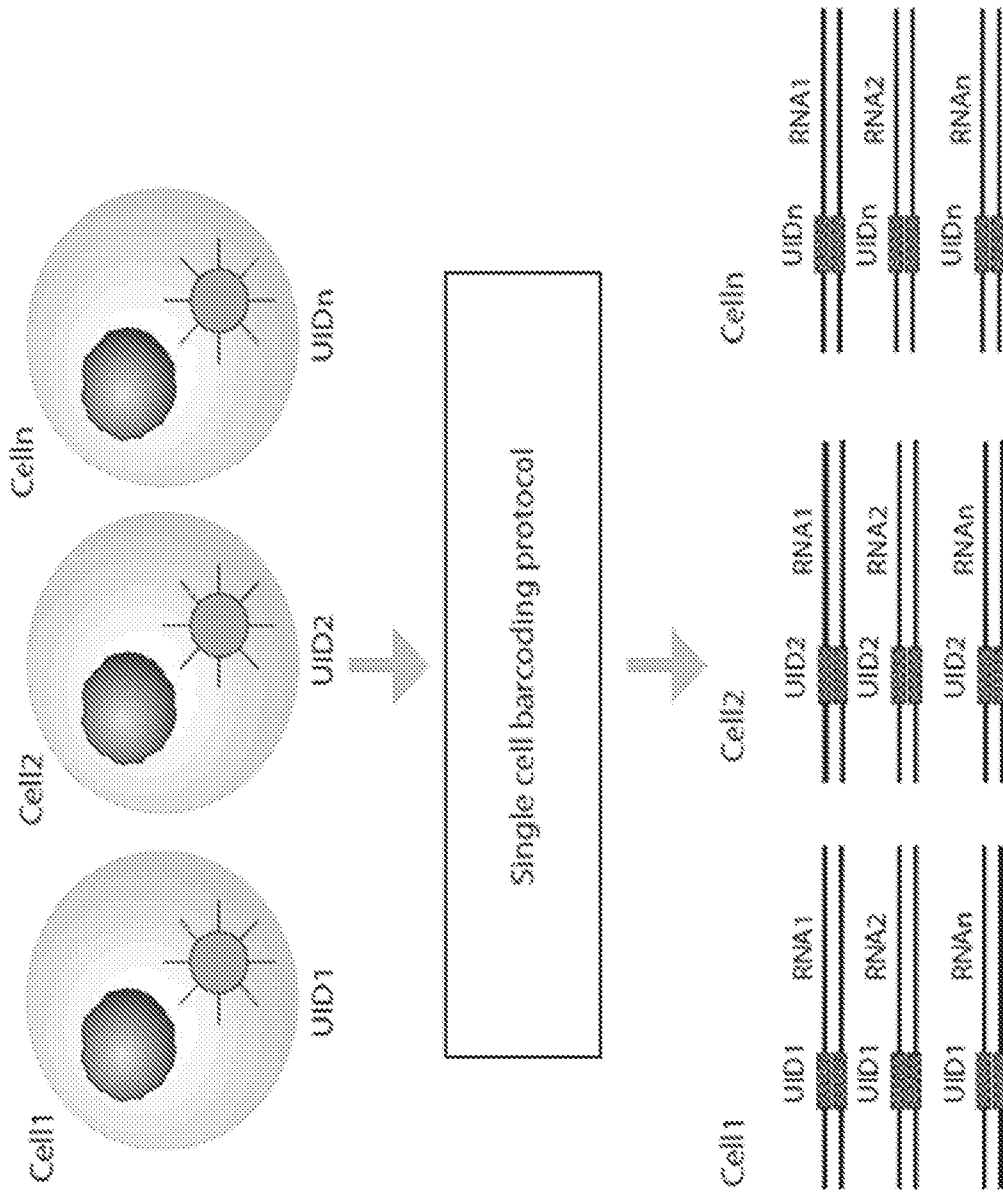 Cell1
Cell2
Celln
UID1
UID2
UIDn
Single cell barcoding protocol
Cell1
Cell2
Celln
UID1 RNA1
UID1 RNA2
UID1 RNAn
UID2 RNA1
UID2 RNA2
UID2 RNAn
UIDn RNA1
UIDn RNA2
UIDn RNAn